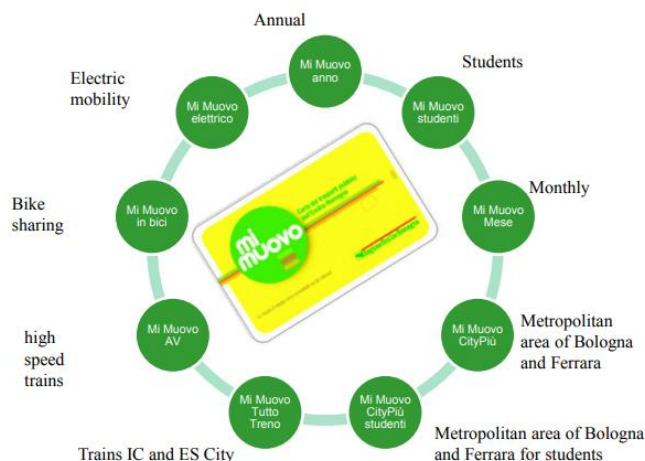 Annual
Mi Muovo
anno
Students
Mi Muovo
studenti
Monthly
Mi Muovo
Mese
Metropolitan
area of Bologna
and Ferrara
Mi Muovo
CityPiù
Metropolitan area of Bologna
and Ferrara for students
Mi Muovo
CityPiù
studenti
Trains IC and ES City
Mi Muovo
Tutto
Treno
high
speed
trains
Mi Muovo
AV
Bike
sharing
Mi Muovo
in bici
Electric
mobility
Mi Muovo
elettrico
mi
muovo